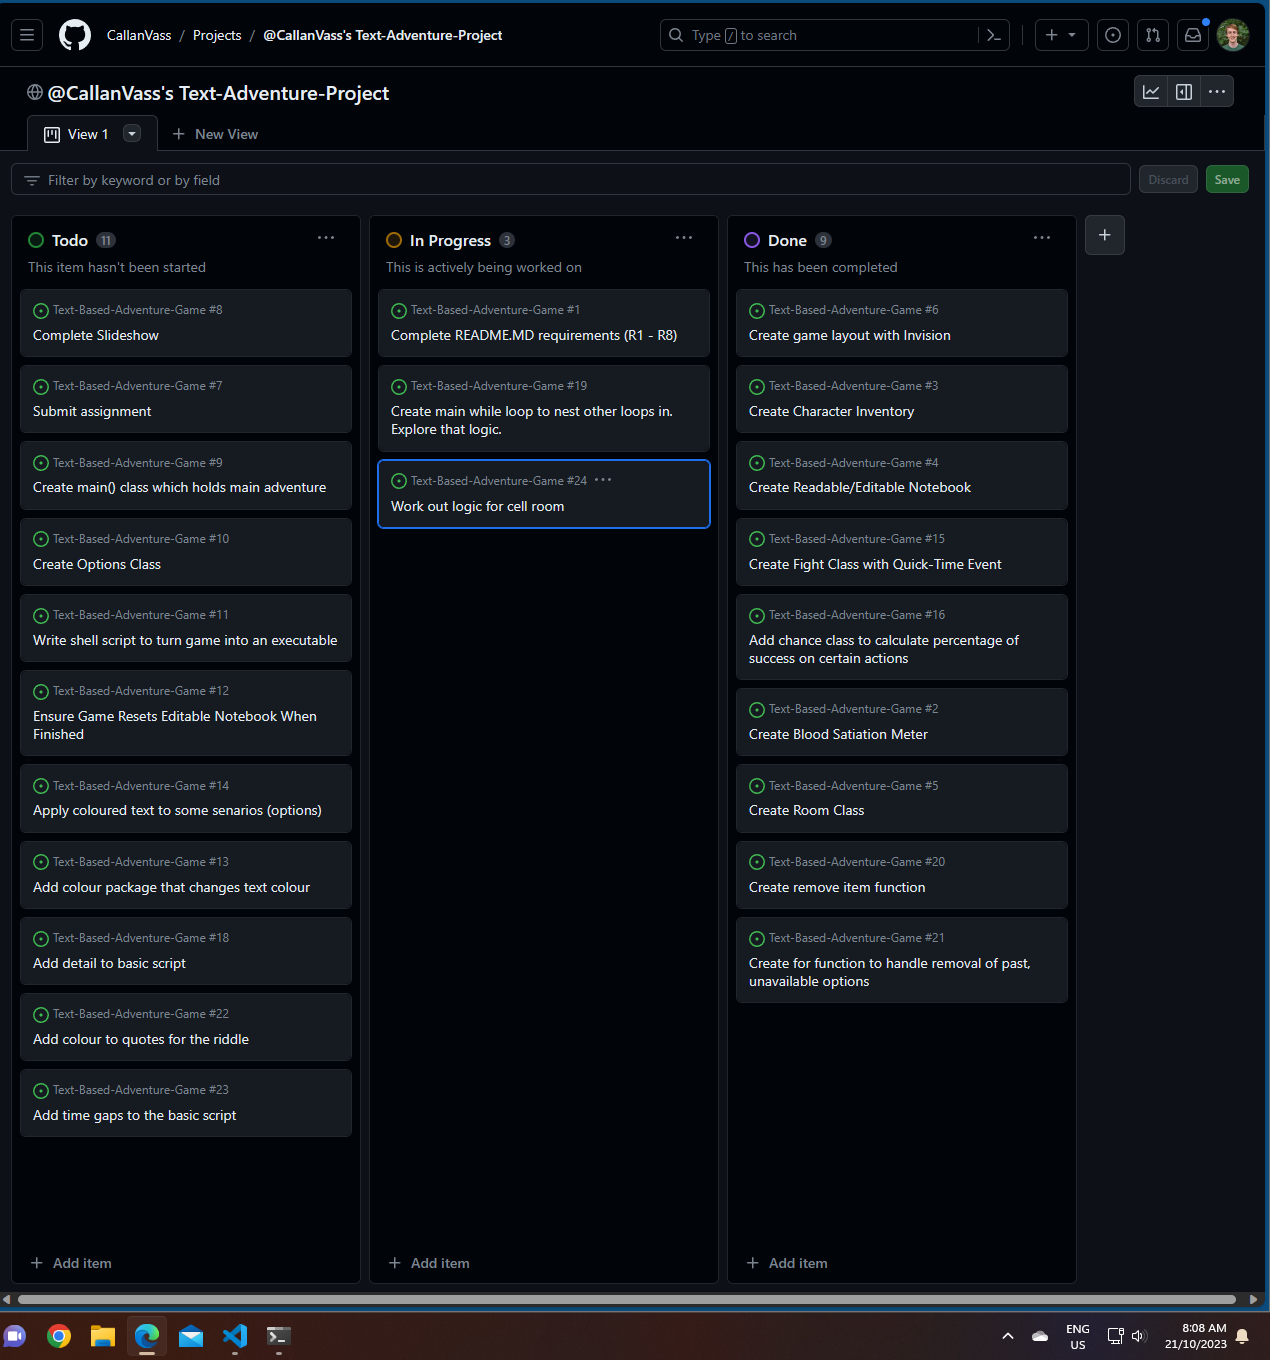 CallanVass / Projects / @CallanVass's Text-Adventure-Project
Type / to search
@CallanVass's Text-Adventure-Project
View 1
New View
Filter by keyword or by field
Discard
Save
Todo 11
This item hasn't been started
Text-Based-Adventure-Game #8
Complete Slideshow
Text-Based-Adventure-Game #7
Submit assignment
Text-Based-Adventure-Game #9
Create main() class which holds main adventure
Text-Based-Adventure-Game #10
Create Options Class
Text-Based-Adventure-Game #11
Write shell script to turn game into an executable
Text-Based-Adventure-Game #12
Ensure Game Resets Editable Notebook When
Finished
Text-Based-Adventure-Game #14
Apply coloured text to some senarios (options)
Text-Based-Adventure-Game #13
Add colour package that changes text colour
Text-Based-Adventure-Game #18
Add detail to basic script
Text-Based-Adventure-Game #22
Add colour to quotes for the riddle
Text-Based-Adventure-Game #23
Add time gaps to the basic script
Add item
In Progress 3
This is actively being worked on
Text-Based-Adventure-Game #1
Complete README.MD requirements (R1 - R8)
Text-Based-Adventure-Game #19
Create main while loop to nest other loops in.
Explore that logic.
Text-Based-Adventure-Game #24
Work out logic for cell room
Add item
Done 9
This has been completed
Text-Based-Adventure-Game #6
Create game layout with Invision
Text-Based-Adventure-Game #3
Create Character Inventory
Text-Based-Adventure-Game #4
Create Readable/Editable Notebook
Text-Based-Adventure-Game #15
Create Fight Class with Quick-Time Event
Text-Based-Adventure-Game #16
Add chance class to calculate percentage of
success on certain actions
Text-Based-Adventure-Game #2
Create Blood Satiation Meter
Text-Based-Adventure-Game #5
Create Room Class
Text-Based-Adventure-Game #20
Create remove item function
Text-Based-Adventure-Game #21
Create for function to handle removal of past,
unavailable options
Add item
ENG
US
8:08 AM
21/10/2023